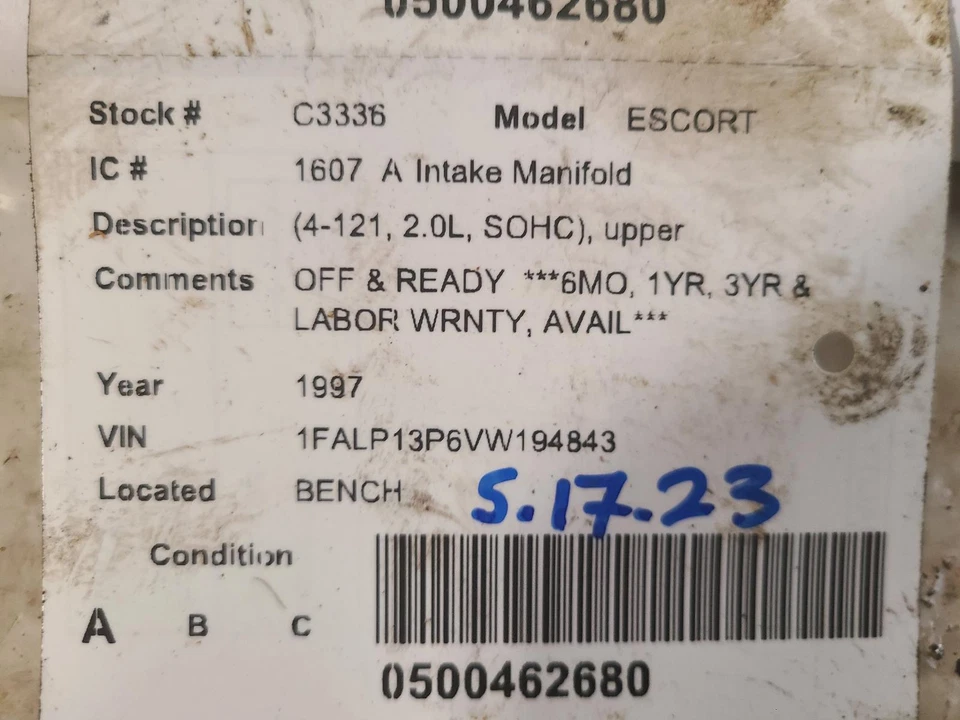 0500462680
Stock # C3336 Model ESCORT
IC # 1607 A Intake Manifold
Description (4-121, 2.0L, SOHC), upper
Comments OFF & READY ***6MO, 1YR, 3YR &
LABOR WRNTY, AVAIL***
Year 1997
VIN 1FALP13P6VW194843
Located BENCH 5.17.23
Condition
A B C
0500462680